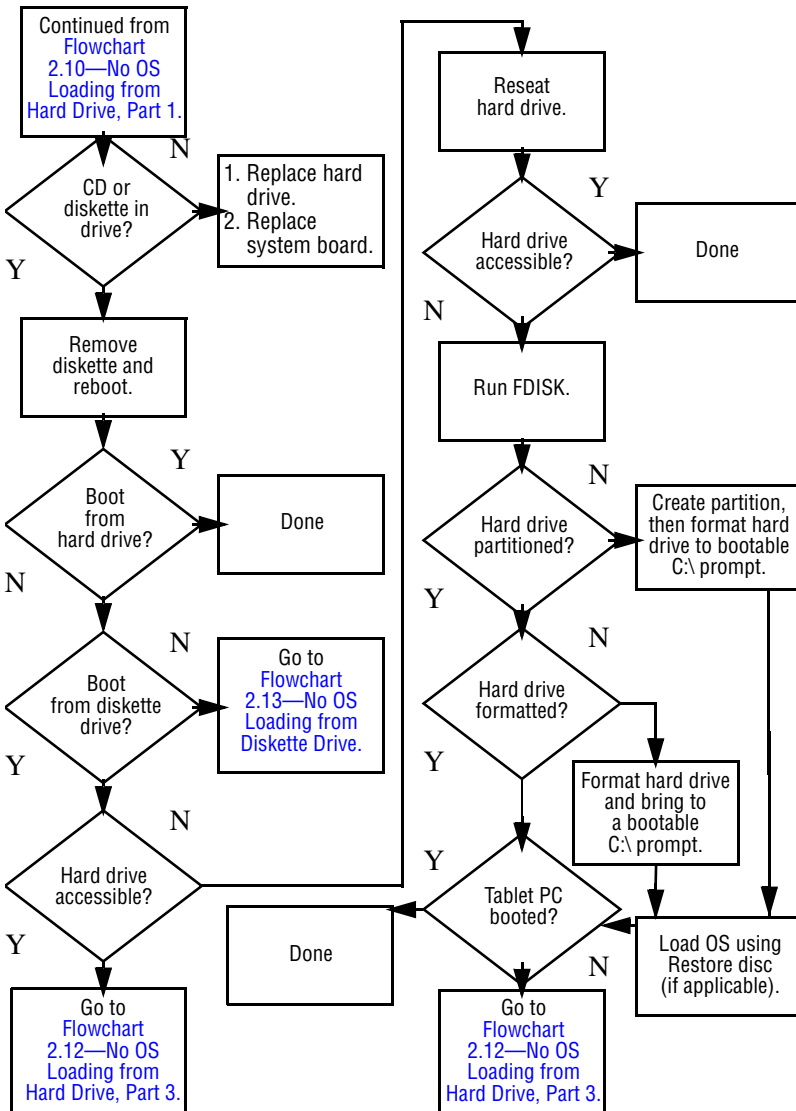 Continued from
Flowchart
2.10—No OS
Loading from
Hard Drive, Part 1.
N
CD or
diskette in
drive?
1. Replace hard
drive.
2. Replace
system board.
Y
Remove
diskette and
reboot.
Y
Boot
from
hard drive?
Done
N
N
Boot
from diskette
drive?
Go to
Flowchart
2.13—No OS
Loading from
Diskette Drive.
Y
N
Hard drive
accessible?
Y
Go to
Flowchart
2.12—No OS
Loading from
Hard Drive, Part 3.
Reseat
hard drive.
Y
Hard drive
accessible?
Done
N
Run FDISK.
N
Hard drive
partitioned?
Create partition,
then format hard
drive to bootable
C:\ prompt.
Y
N
Hard drive
formatted?
Y
Format hard drive
and bring to
a bootable
C:\ prompt.
Y
Tablet PC
booted?
Done
Load OS using
Restore disc
(if applicable).
N
Go to
Flowchart
2.12—No OS
Loading from
Hard Drive, Part 3.